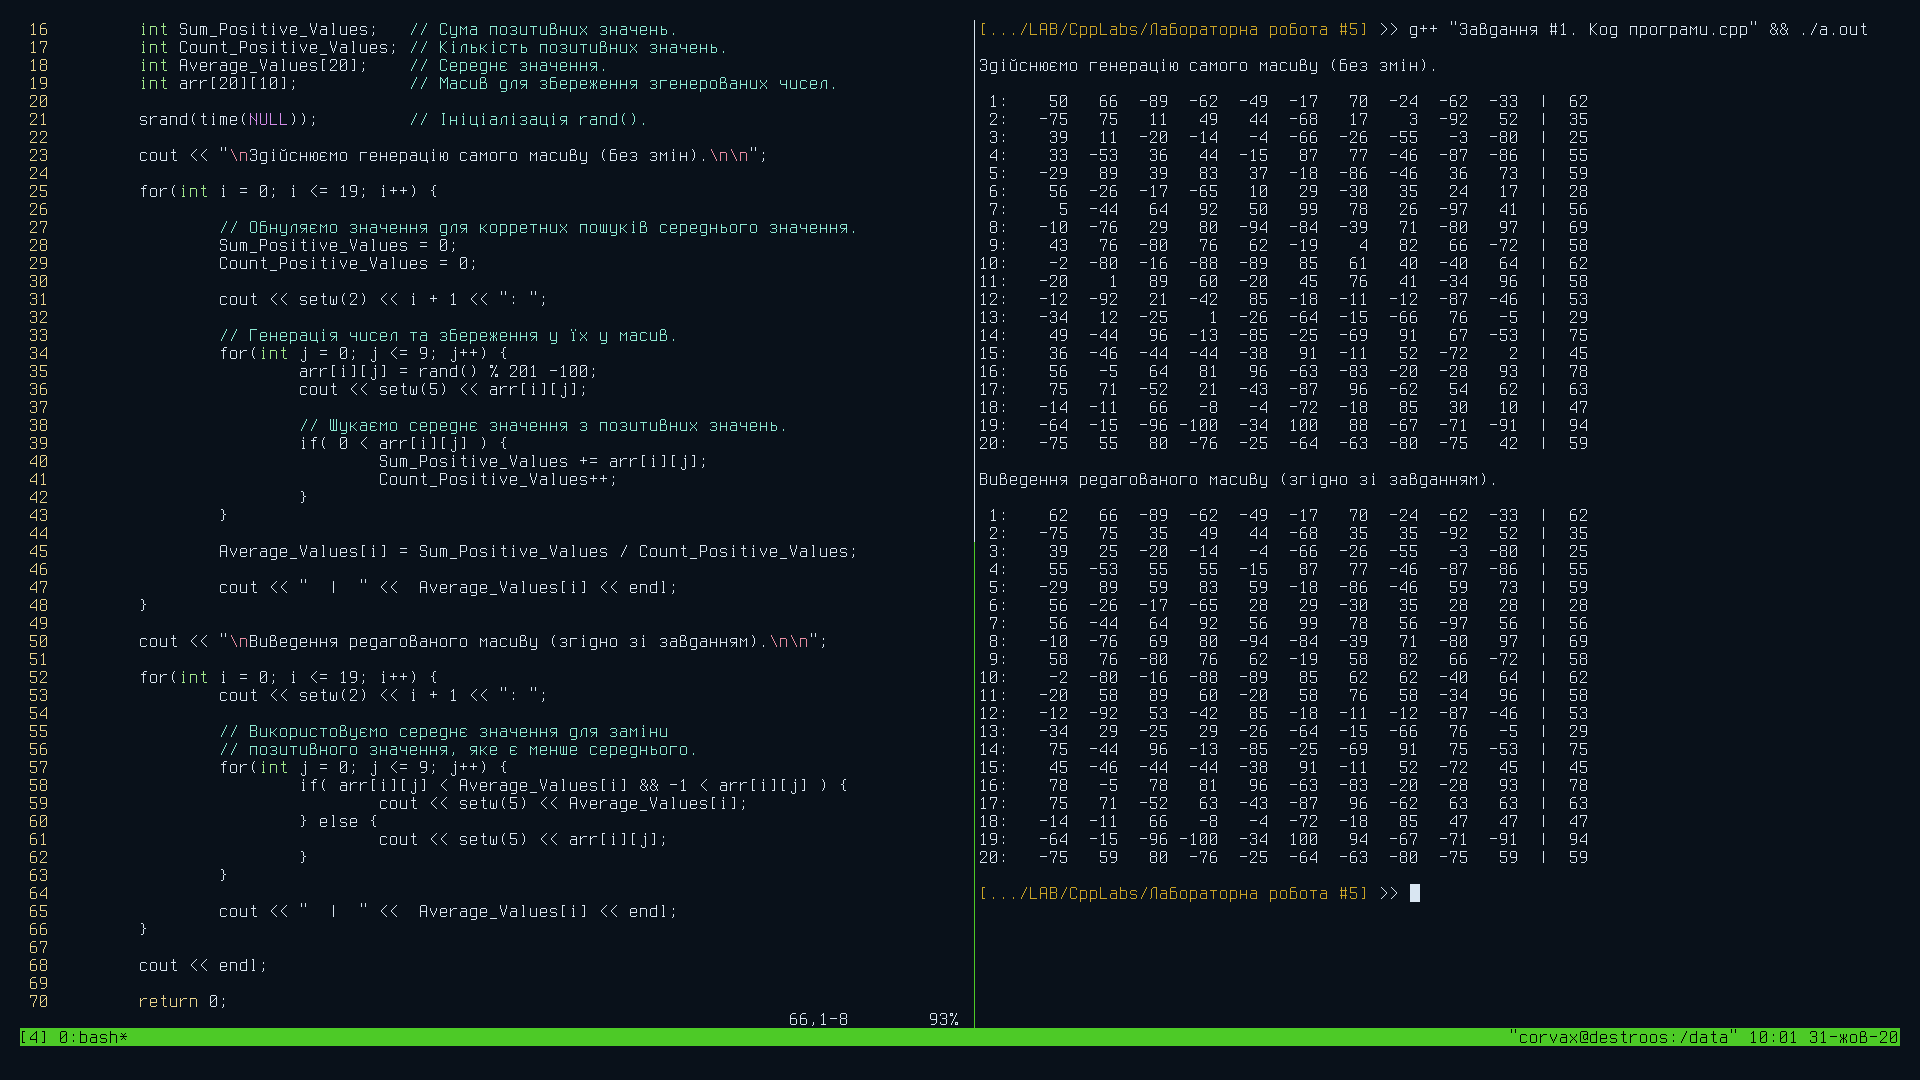 16         int Sum_Positive_Values;   // Сума позитивних значень.
17         int Count_Positive_Values; // Кількість позитивних значень.
18         int Average_Values[20];    // Середнє значення.
19         int arr[20][10];           // Масив для збереження згенерованих чисел.
20
21         srand(time(NULL));         // Ініціалізація rand().
22
23         cout << "\nЗдійснюємо генерацію самого масиву (без змін).\n\n";
24
25         for(int i = 0; i <= 19; i++) {
26
27                 // Обнуляємо значення для корретних пошуків середнього значення.
28                 Sum_Positive_Values = 0;
29                 Count_Positive_Values = 0;
30
31                 cout << setw(2) << i + 1 << ": ";
32
33                 // Генерація чисел та збереження у їх у масив.
34                 for(int j = 0; j <= 9; j++) {
35                         arr[i][j] = rand() % 201 -100;
36                         cout << setw(5) << arr[i][j];
37
38                         // Шукаємо середнє значення з позитивних значень.
39                         if( 0 < arr[i][j] ) {
40                                 Sum_Positive_Values += arr[i][j];
41                                 Count_Positive_Values++;
42                         }
43                 }
44
45                 Average_Values[i] = Sum_Positive_Values / Count_Positive_Values;
46
47                 cout << "  |  " <<  Average_Values[i] << endl;
48         }
49
50         cout << "\nВиведення редагованого масиву (згідно зі завданням).\n\n";
51
52         for(int i = 0; i <= 19; i++) {
53                 cout << setw(2) << i + 1 << ": ";
54
55                 // Використовуємо середнє значення для заміни
56                 // позитивного значення, яке є менше середнього.
57                 for(int j = 0; j <= 9; j++) {
58                         if( arr[i][j] < Average_Values[i] && -1 < arr[i][j] ) {
59                                 cout << setw(5) << Average_Values[i];
60                         } else {
61                                 cout << setw(5) << arr[i][j];
62                         }
63                 }
64
65                 cout << "  |  " <<  Average_Values[i] << endl;
66         }
67
68         cout << endl;
69
70         return 0;
66,1-8        93%
[.../LAB/CppLabs/Лабораторна робота #5] >> g++ "Завдання #1. Код програми.cpp" && ./a.out
Здійснюємо генерацію самого масиву (без змін).
 1:    50   66  -89  -62  -49  -17   70  -24  -62  -33  |  62
 2:   -75   75   11   49   44  -68   17    3  -92   52  |  35
 3:    39   11  -20  -14   -4  -66  -26  -55   -3  -80  |  25
 4:    33  -53   36   44  -15   87   77  -46  -87  -86  |  55
 5:   -29   89   39   83   37  -18  -86  -46   36   73  |  59
 6:    56  -26  -17  -65   10   29  -30   35   24   17  |  28
 7:     5  -44   64   92   50   99   78   26  -97   41  |  56
 8:   -10  -76   29   80  -94  -84  -39   71  -80   97  |  69
 9:    43   76  -80   76   62  -19    4   82   66  -72  |  58
10:    -2  -80  -16  -88  -89   85   61   40  -40   64  |  62
11:   -20    1   89   60  -20   45   76   41  -34   96  |  58
12:   -12  -92   21  -42   85  -18  -11  -12  -87  -46  |  53
13:   -34   12  -25    1  -26  -64  -15  -66   76   -5  |  29
14:    49  -44   96  -13  -85  -25  -69   91   67  -53  |  75
15:    36  -46  -44  -44  -38   91  -11   52  -72    2  |  45
16:    56   -5   64   81   96  -63  -83  -20  -28   93  |  78
17:    75   71  -52   21  -43  -87   96  -62   54   62  |  63
18:   -14  -11   66   -8   -4  -72  -18   85   30   10  |  47
19:   -64  -15  -96 -100  -34  100   88  -67  -71  -91  |  94
20:   -75   55   80  -76  -25  -64  -63  -80  -75   42  |  59
Виведення редагованого масиву (згідно зі завданням).
 1:    62   66  -89  -62  -49  -17   70  -24  -62  -33  |  62
 2:   -75   75   35   49   44  -68   35   35  -92   52  |  35
 3:    39   25  -20  -14   -4  -66  -26  -55   -3  -80  |  25
 4:    55  -53   55   55  -15   87   77  -46  -87  -86  |  55
 5:   -29   89   59   83   59  -18  -86  -46   59   73  |  59
 6:    56  -26  -17  -65   28   29  -30   35   28   28  |  28
 7:    56  -44   64   92   56   99   78   56  -97   56  |  56
 8:   -10  -76   69   80  -94  -84  -39   71  -80   97  |  69
 9:    58   76  -80   76   62  -19   58   82   66  -72  |  58
10:    -2  -80  -16  -88  -89   85   62   62  -40   64  |  62
11:   -20   58   89   60  -20   58   76   58  -34   96  |  58
12:   -12  -92   53  -42   85  -18  -11  -12  -87  -46  |  53
13:   -34   29  -25   29  -26  -64  -15  -66   76   -5  |  29
14:    75  -44   96  -13  -85  -25  -69   91   75  -53  |  75
15:    45  -46  -44  -44  -38   91  -11   52  -72   45  |  45
16:    78   -5   78   81   96  -63  -83  -20  -28   93  |  78
17:    75   71  -52   63  -43  -87   96  -62   63   63  |  63
18:   -14  -11   66   -8   -4  -72  -18   85   47   47  |  47
19:   -64  -15  -96 -100  -34  100   94  -67  -71  -91  |  94
20:   -75   59   80  -76  -25  -64  -63  -80  -75   59  |  59
[.../LAB/CppLabs/Лабораторна робота #5] >>
[4] 0:bash* "corvax@destroos:/data" 10:01 31-жов-20